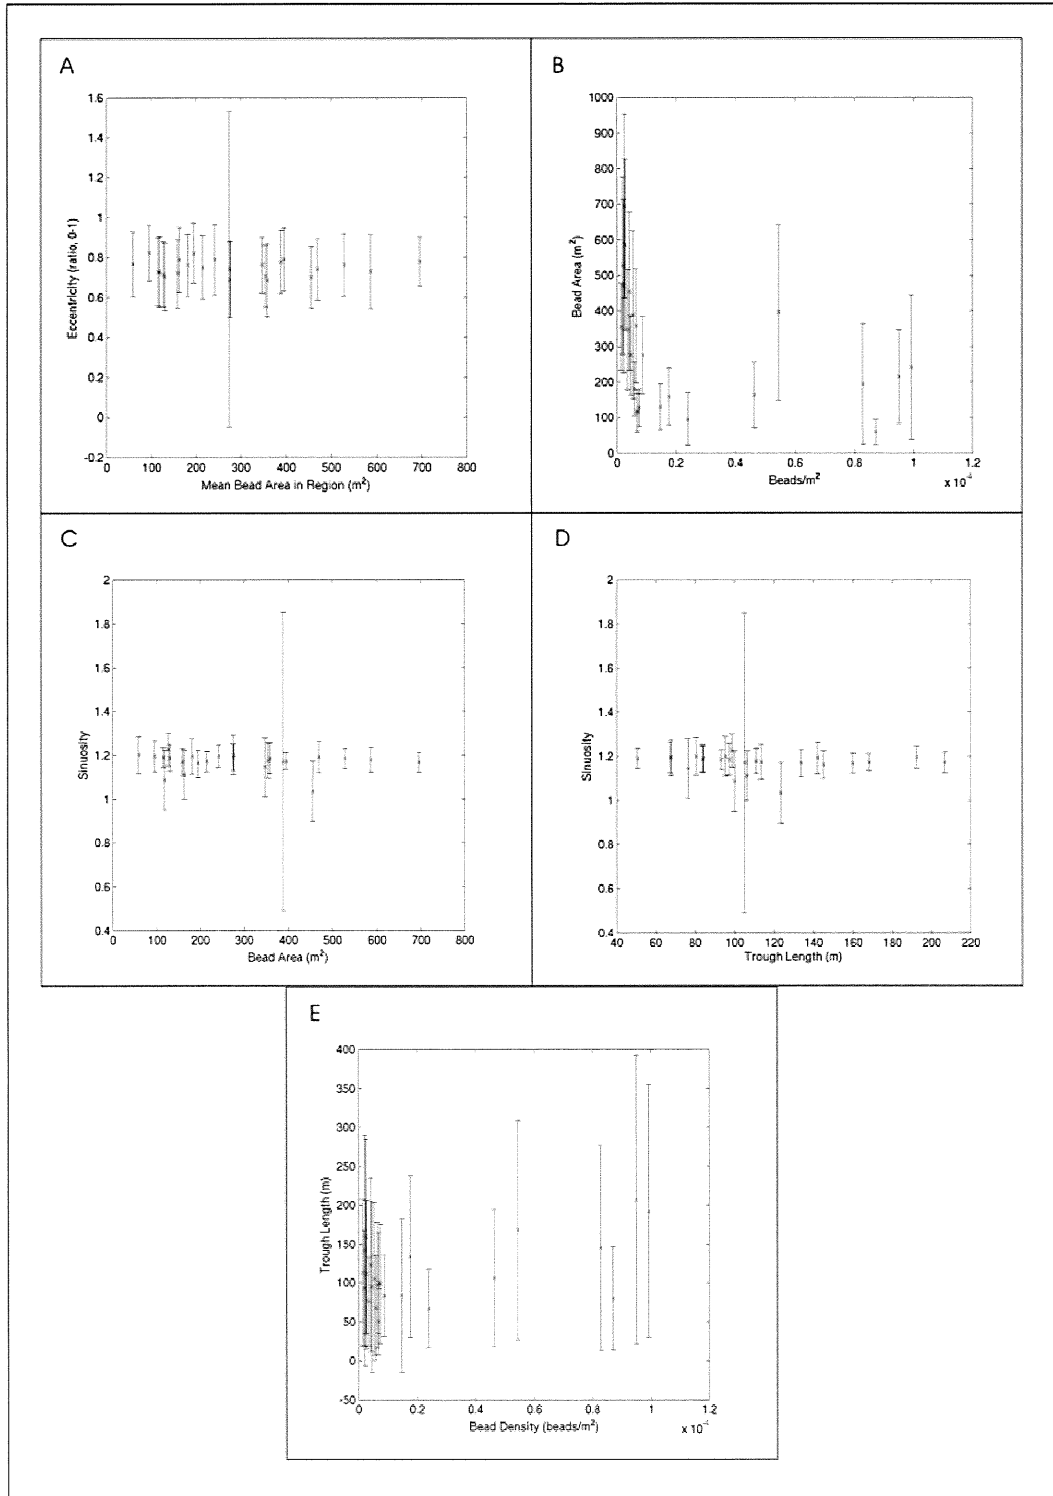 A
1.6
1.4
1.2
1
0.8
0.6
0.4
0.2
0
-0.2
Eccentricity (ratio, 0-1)
0 100 200 300 400 500 600 700 800
Mean Bead Area in Region (m²)
B
1000
900
800
700
600
500
400
300
200
100
0
Bead Area (m²)
0 0.2 0.4 0.6 0.8 1 1.2
Beads/m²
x 10⁻⁴
C
2
1.8
1.6
1.4
1.2
1
0.8
0.6
0.4
Sinuosity
0 100 200 300 400 500 600 700 800
Bead Area (m²)
D
2
1.8
1.6
1.4
1.2
1
0.8
0.6
0.4
Sinuosity
40 60 80 100 120 140 160 180 200 220
Trough Length (m)
E
400
350
300
250
200
150
100
50
0
-50
Trough Length (m)
0 0.2 0.4 0.6 0.8 1 1.2
Bead Density (beads/m²)
x 10⁻⁴